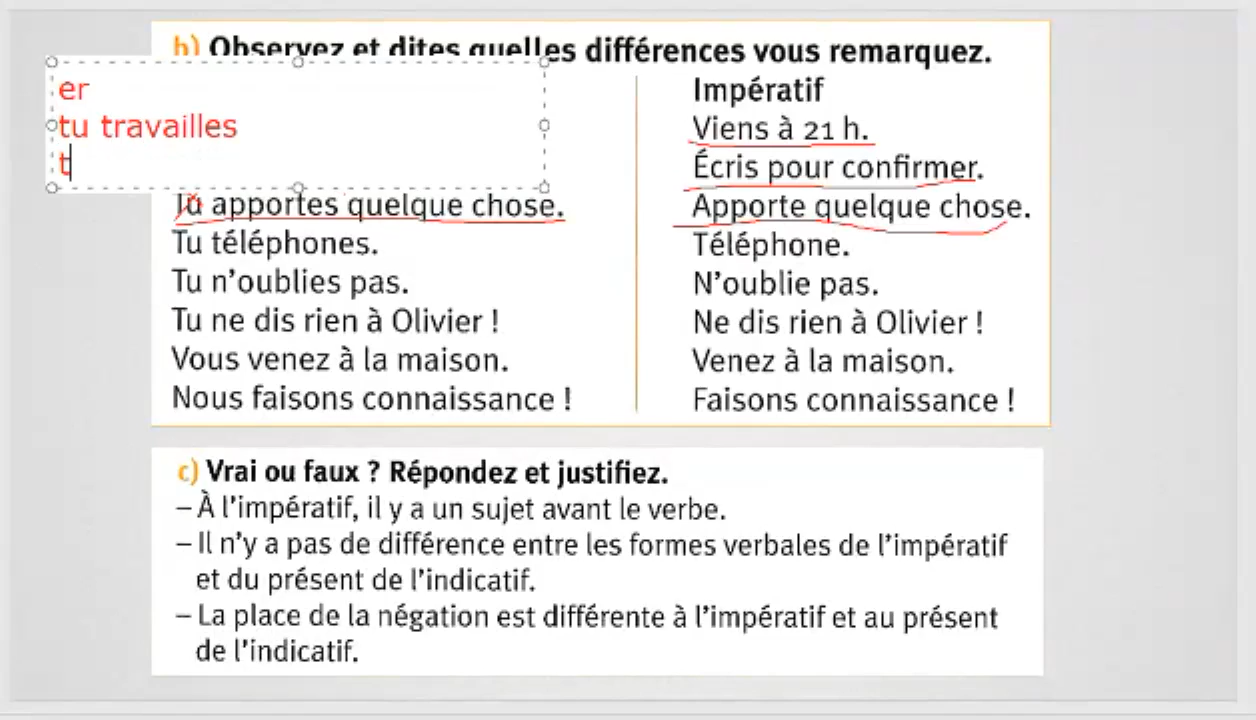 b) Observez et dites quelles différences vous remarquez.
er
tu travailles
t
Tu apportes quelque chose.
Tu téléphones.
Tu n'oublies pas.
Tu ne dis rien à Olivier !
Vous venez à la maison.
Nous faisons connaissance !
Impératif
Viens à 21 h.
Écris pour confirmer.
Apporte quelque chose.
Téléphone.
N'oublie pas.
Ne dis rien à Olivier !
Venez à la maison.
Faisons connaissance !
c) Vrai ou faux ? Répondez et justifiez.
– À l'impératif, il y a un sujet avant le verbe.
– Il n'y a pas de différence entre les formes verbales de l'impératif
et du présent de l'indicatif.
– La place de la négation est différente à l'impératif et au présent
de l'indicatif.